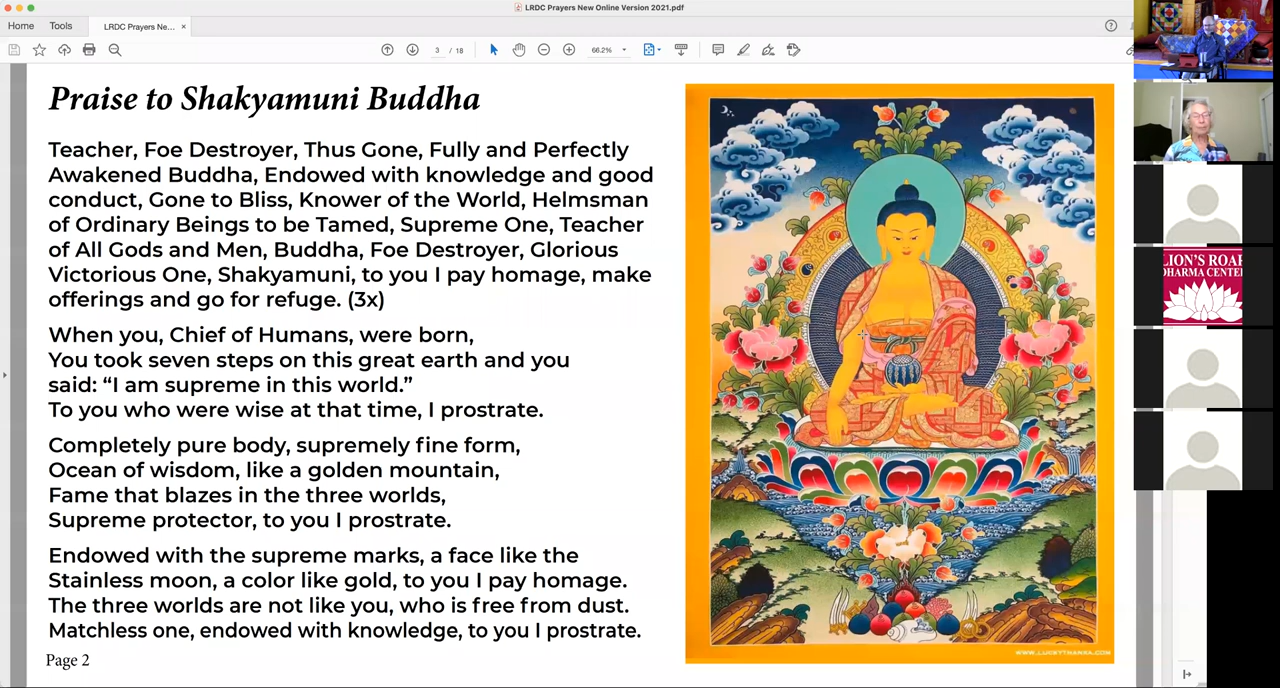 LRDC Prayers New Online Version 2021.pdf
Home
Tools
LRDC Prayers Ne...
3 / 18
66.2%
Praise to Shakyamuni Buddha
Teacher, Foe Destroyer, Thus Gone, Fully and Perfectly
Awakened Buddha, Endowed with knowledge and good
conduct, Gone to Bliss, Knower of the World, Helmsman
of Ordinary Beings to be Tamed, Supreme One, Teacher
of All Gods and Men, Buddha, Foe Destroyer, Glorious
Victorious One, Shakyamuni, to you I pay homage, make
offerings and go for refuge. (3x)
When you, Chief of Humans, were born,
You took seven steps on this great earth and you
said: “I am supreme in this world.”
To you who were wise at that time, I prostrate.
Completely pure body, supremely fine form,
Ocean of wisdom, like a golden mountain,
Fame that blazes in the three worlds,
Supreme protector, to you I prostrate.
Endowed with the supreme marks, a face like the
Stainless moon, a color like gold, to you I pay homage.
The three worlds are not like you, who is free from dust.
Matchless one, endowed with knowledge, to you I prostrate.
Page 2
WWW.LUCKYTHANKA.COM
LION'S ROAR
DHARMA CENTER